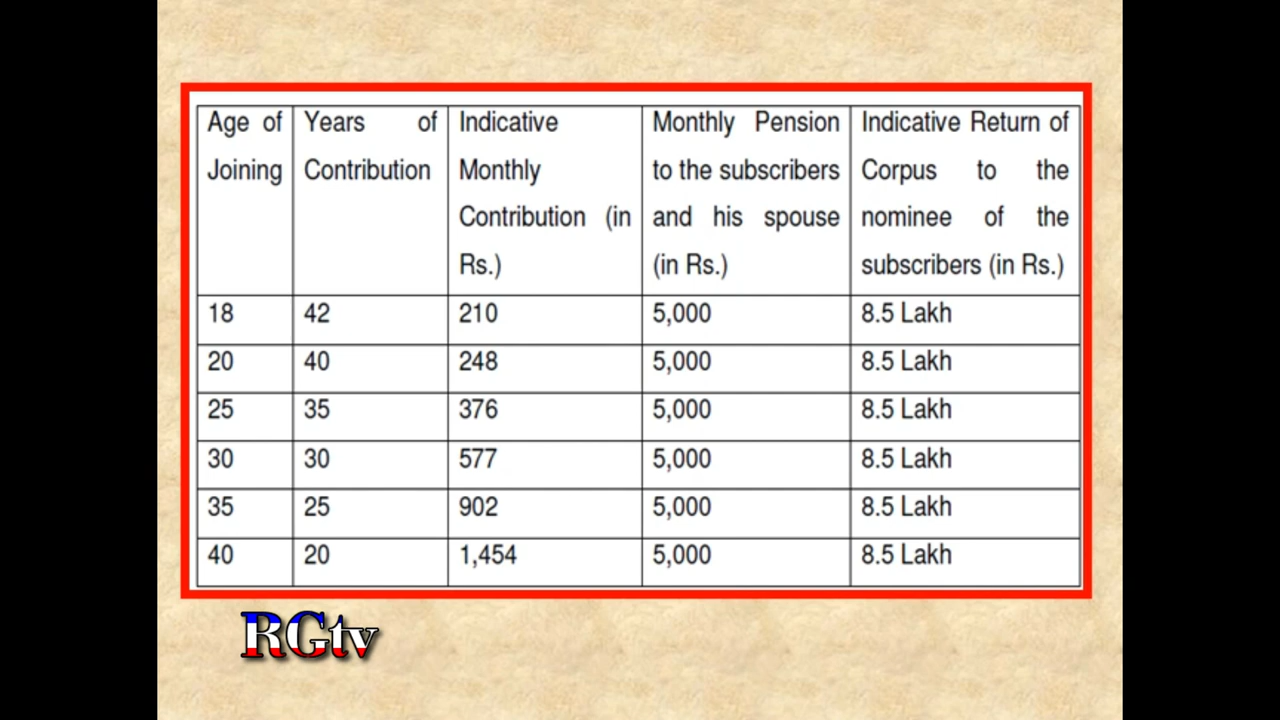 Age of Joining | Years of Contribution | Indicative Monthly Contribution (in Rs.) | Monthly Pension to the subscribers and his spouse (in Rs.) | Indicative Return of Corpus to the nominee of the subscribers (in Rs.)
18 | 42 | 210 | 5,000 | 8.5 Lakh
20 | 40 | 248 | 5,000 | 8.5 Lakh
25 | 35 | 376 | 5,000 | 8.5 Lakh
30 | 30 | 577 | 5,000 | 8.5 Lakh
35 | 25 | 902 | 5,000 | 8.5 Lakh
40 | 20 | 1,454 | 5,000 | 8.5 Lakh
RGtv